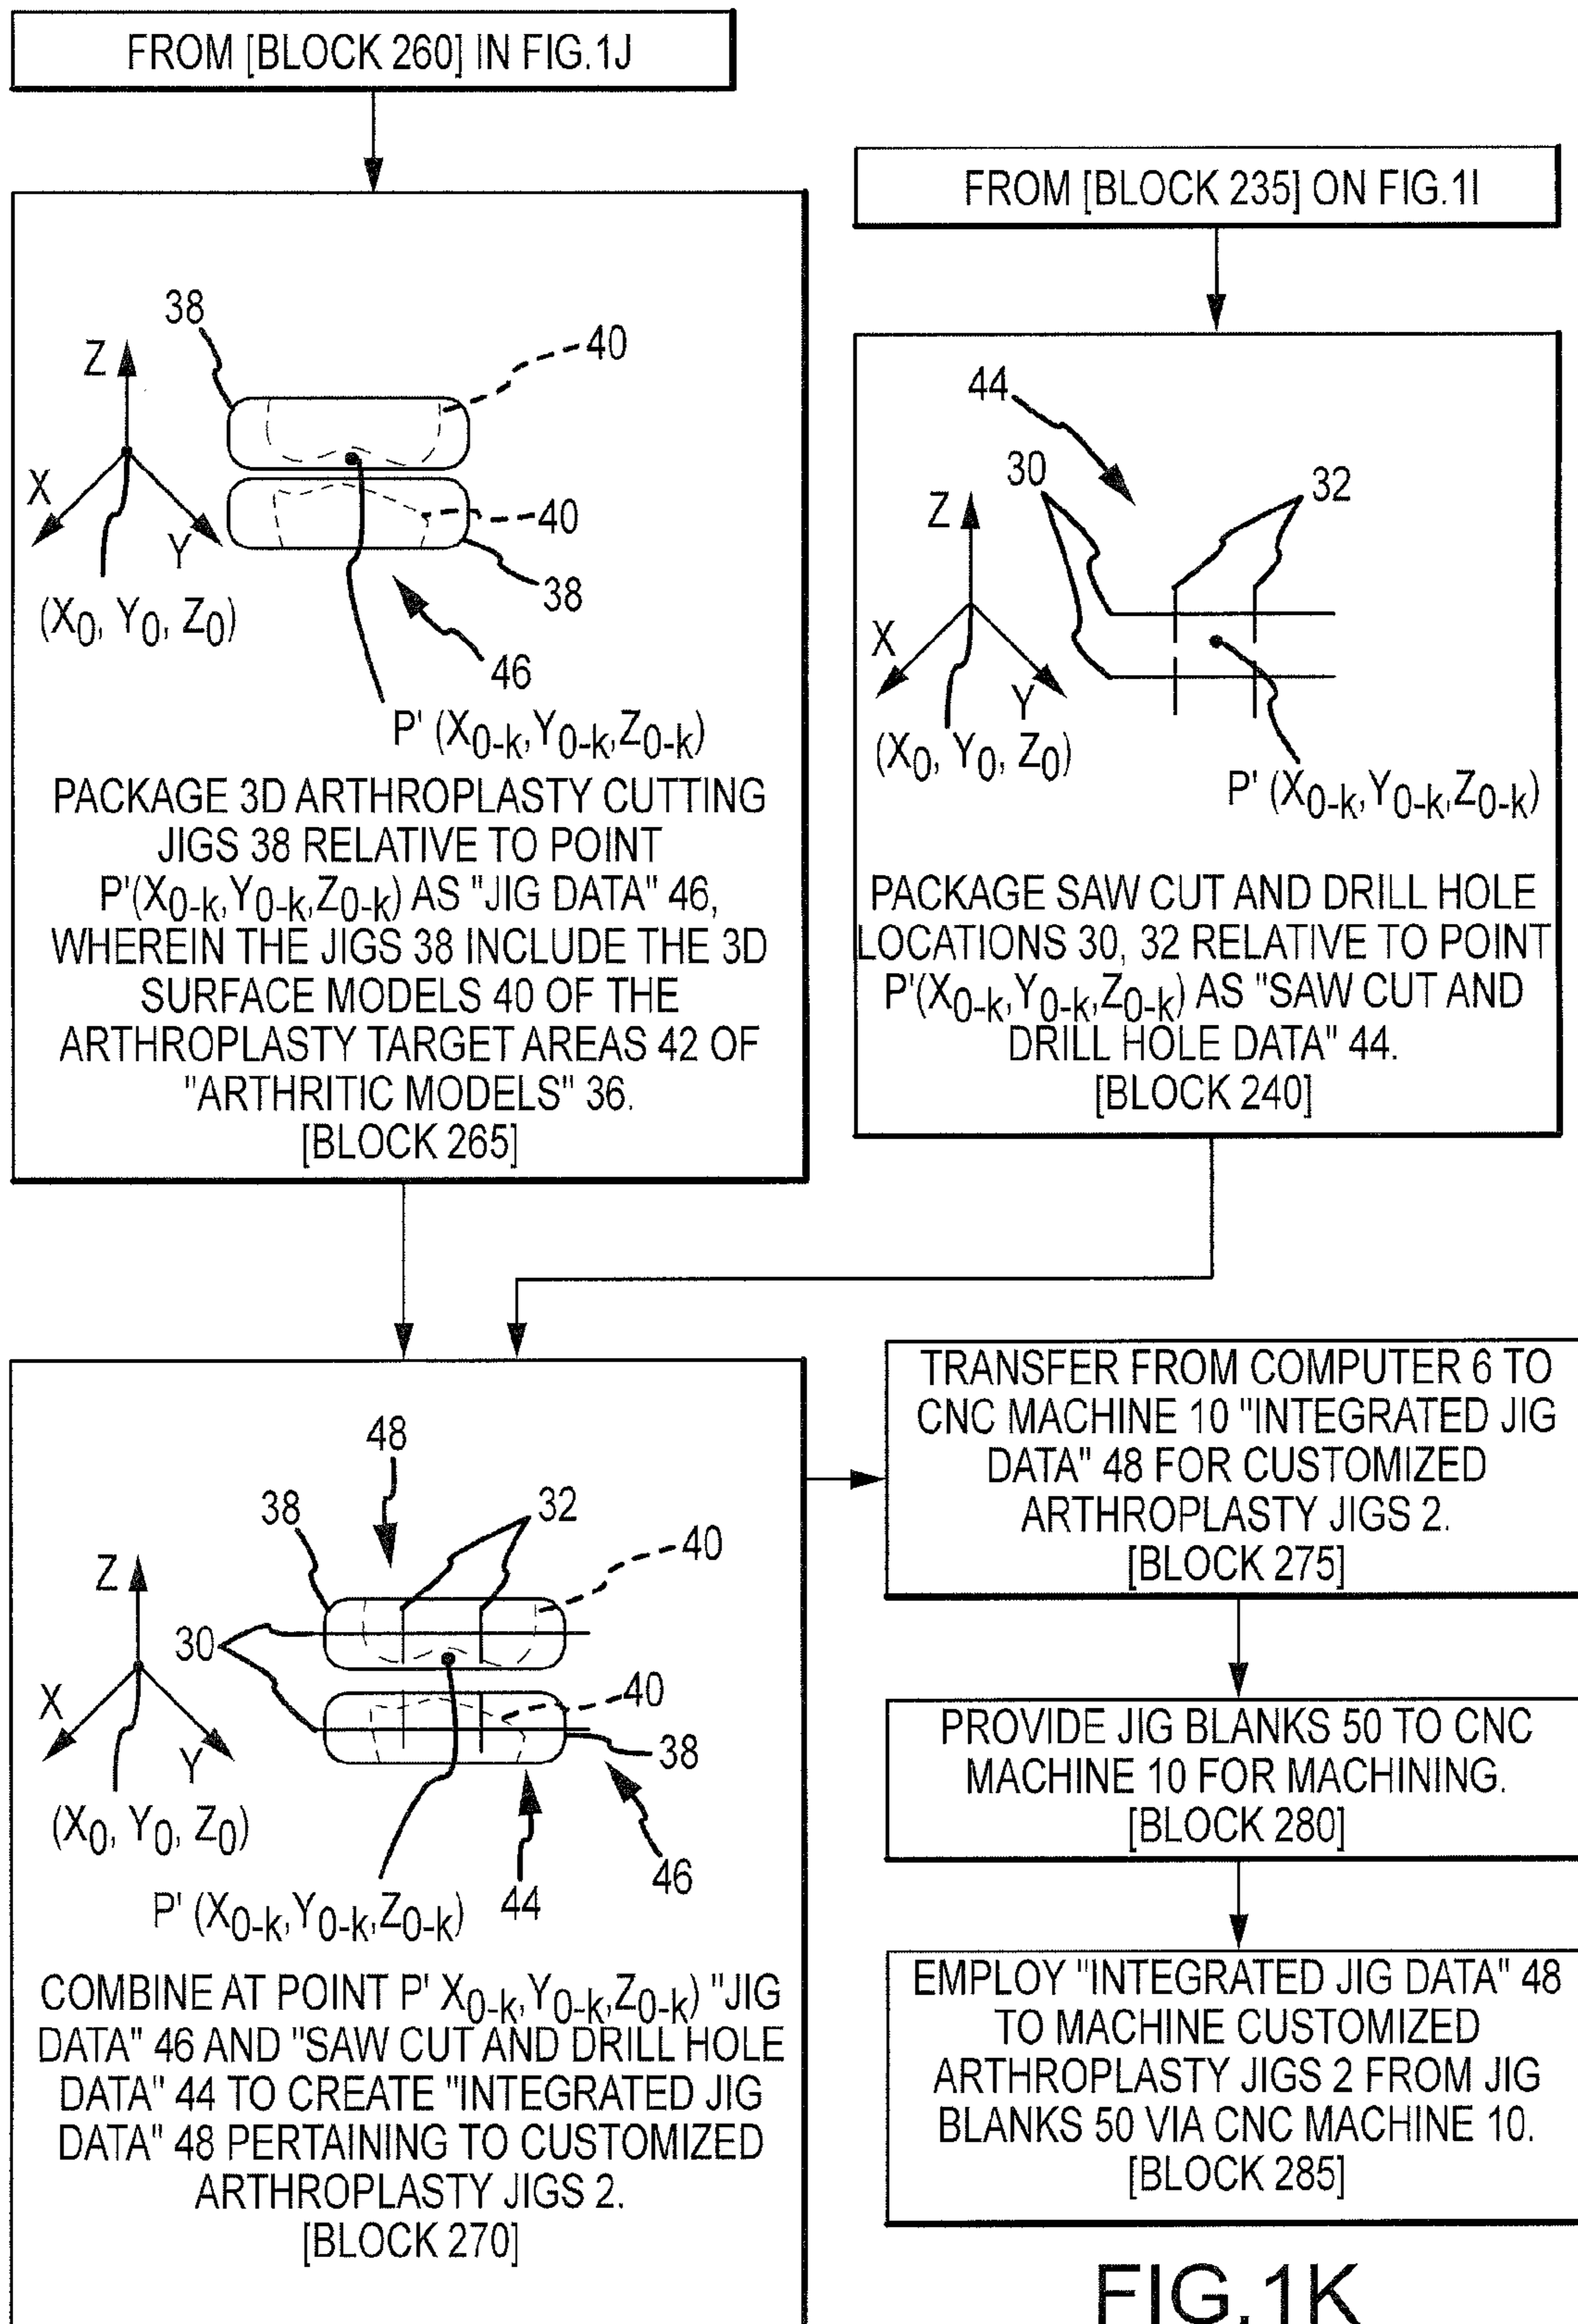 FROM [BLOCK 260] IN FIG.1J
38
40
Z
X
Y
40
38
(X0, Y0, Z0)
46
P' (X0-k,Y0-k,Z0-k)
PACKAGE 3D ARTHROPLASTY CUTTING
JIGS 38 RELATIVE TO POINT
P'(X0-k,Y0-k,Z0-k) AS "JIG DATA" 46,
WHEREIN THE JIGS 38 INCLUDE THE 3D
SURFACE MODELS 40 OF THE
ARTHROPLASTY TARGET AREAS 42 OF
"ARTHRITIC MODELS" 36.
[BLOCK 265]
FROM [BLOCK 235] ON FIG.1I
44
30
32
Z
X
Y
(X0, Y0, Z0)
P' (X0-k,Y0-k,Z0-k)
PACKAGE SAW CUT AND DRILL HOLE
LOCATIONS 30, 32 RELATIVE TO POINT
P'(X0-k,Y0-k,Z0-k) AS "SAW CUT AND
DRILL HOLE DATA" 44.
[BLOCK 240]
48
38
32
40
Z
30
40
X
Y
38
(X0, Y0, Z0)
46
P' (X0-k,Y0-k,Z0-k)
44
COMBINE AT POINT P' X0-k,Y0-k,Z0-k) "JIG
DATA" 46 AND "SAW CUT AND DRILL HOLE
DATA" 44 TO CREATE "INTEGRATED JIG
DATA" 48 PERTAINING TO CUSTOMIZED
ARTHROPLASTY JIGS 2.
[BLOCK 270]
TRANSFER FROM COMPUTER 6 TO
CNC MACHINE 10 "INTEGRATED JIG
DATA" 48 FOR CUSTOMIZED
ARTHROPLASTY JIGS 2.
[BLOCK 275]
PROVIDE JIG BLANKS 50 TO CNC
MACHINE 10 FOR MACHINING.
[BLOCK 280]
EMPLOY "INTEGRATED JIG DATA" 48
TO MACHINE CUSTOMIZED
ARTHROPLASTY JIGS 2 FROM JIG
BLANKS 50 VIA CNC MACHINE 10.
[BLOCK 285]
FIG.1K